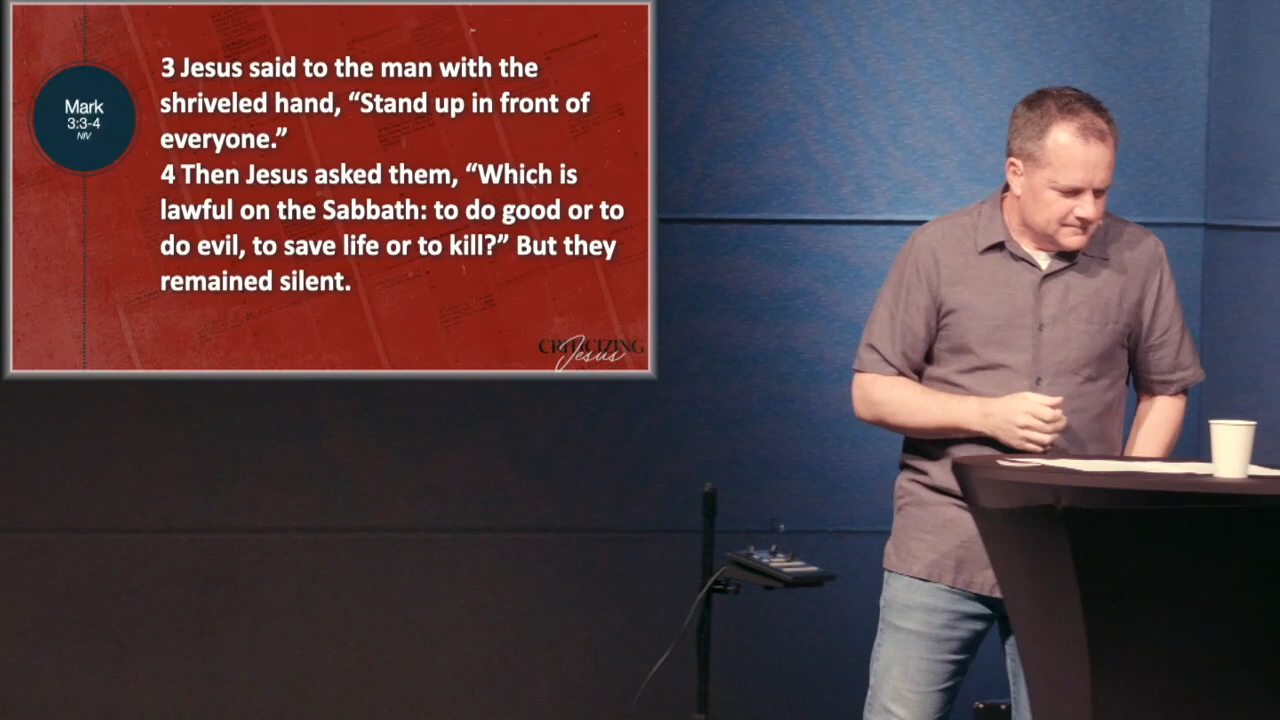 Mark
3:3-4
NIV
3 Jesus said to the man with the
shriveled hand, “Stand up in front of
everyone.”
4 Then Jesus asked them, “Which is
lawful on the Sabbath: to do good or to
do evil, to save life or to kill?” But they
remained silent.
CRITICIZING
Jesus